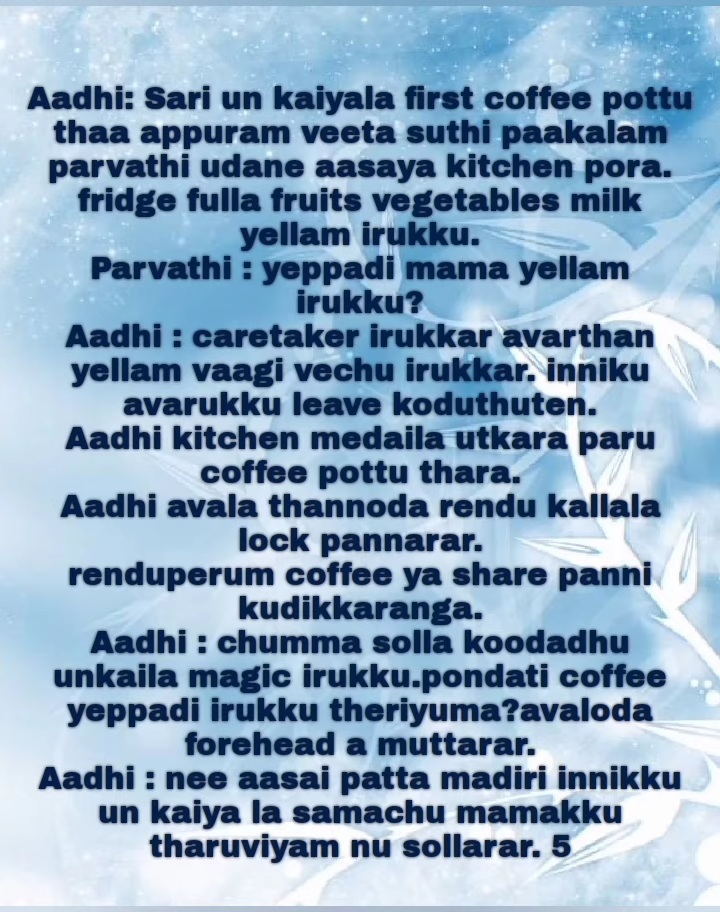 Aadhi: Sari un kaiyala first coffee pottu
thaa appuram veeta suthi paakalam
parvathi udane aasaya kitchen pora.
fridge fulla fruits vegetables milk
yellam irukku.
Parvathi : yeppadi mama yellam
irukku?
Aadhi : caretaker irukkar avarthan
yellam vaagi vechu irukkar. inniku
avarukku leave koduthuten.
Aadhi kitchen medaila utkara paru
coffee pottu thara.
Aadhi avala thannoda rendu kallala
lock pannarar.
renduperum coffee ya share panni
kudikkaranga.
Aadhi : chumma solla koodadhu
unkaila magic irukku.pondati coffee
yeppadi irukku theriyuma?avaloda
forehead a muttarar.
Aadhi : nee aasai patta madiri innikku
un kaiya la samachu mamakku
tharuviyam nu sollarar. 5